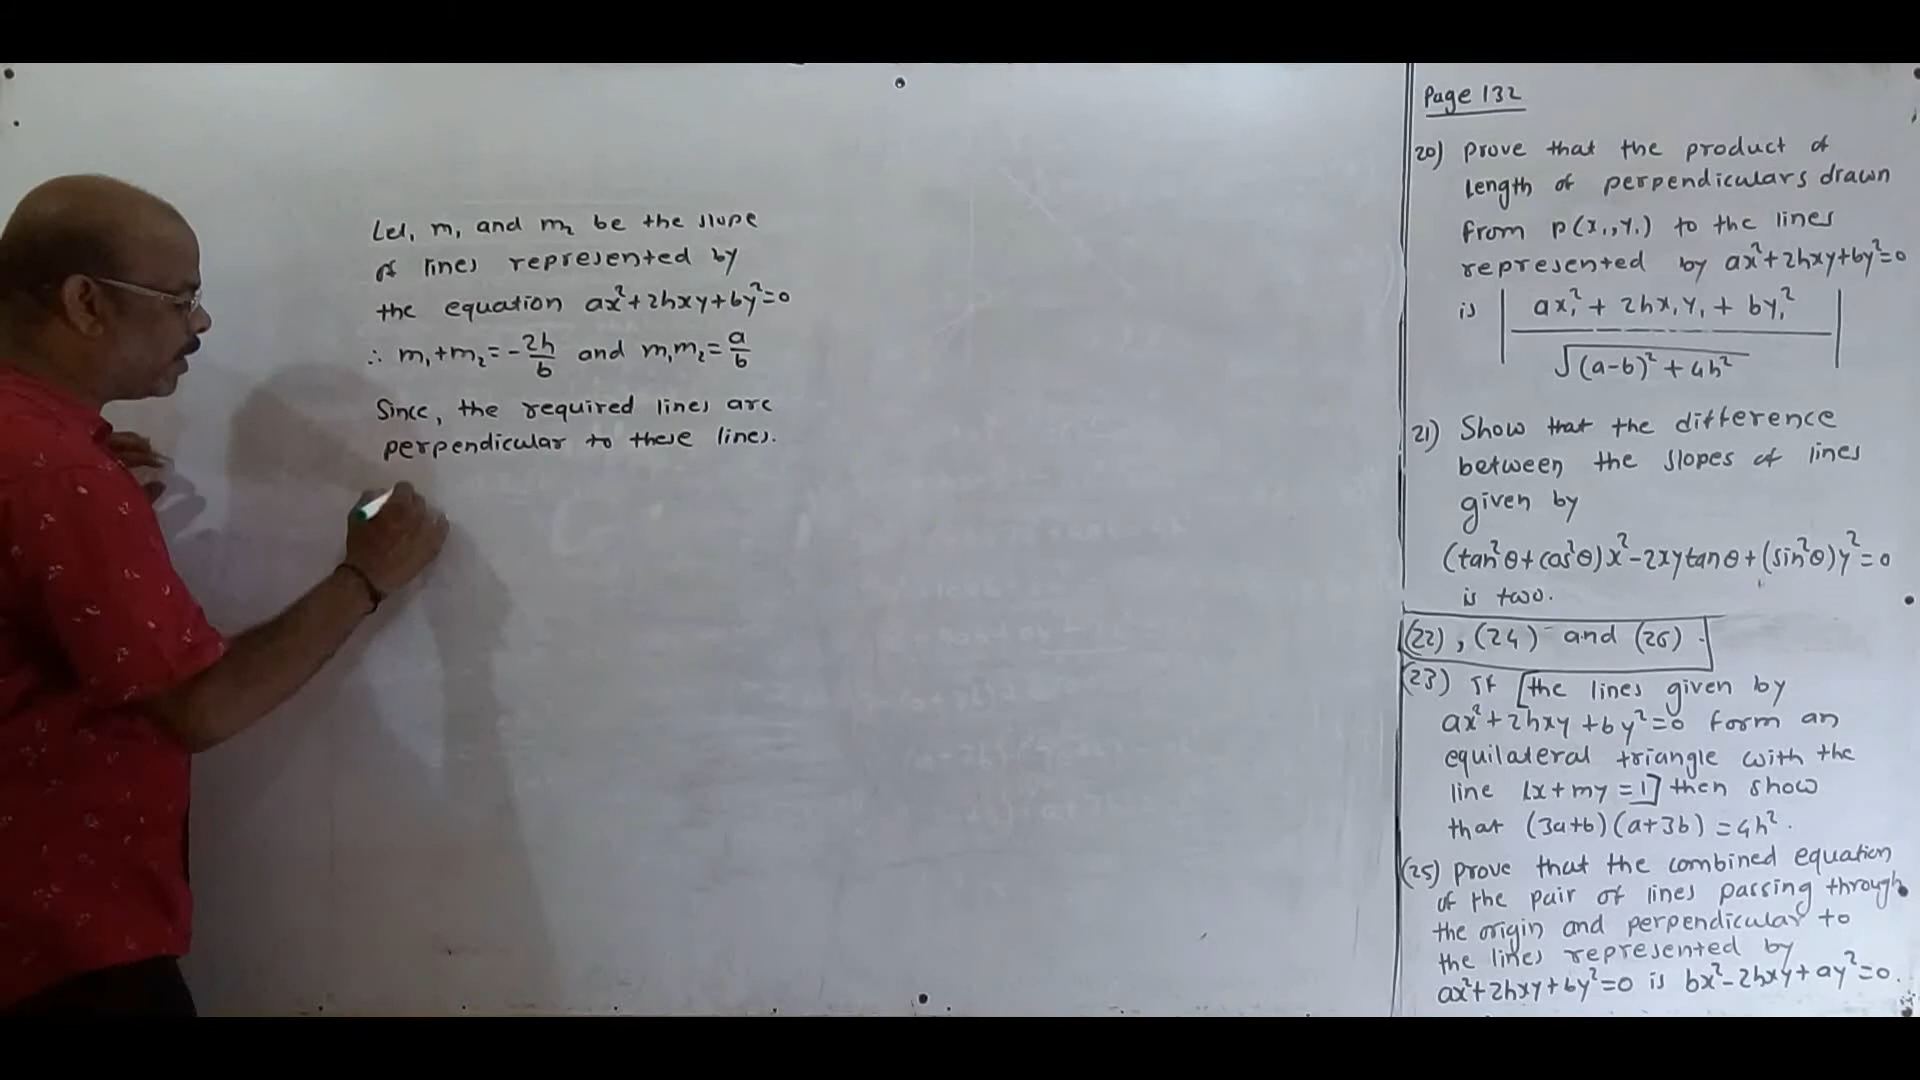 Let, m₁ and m₂ be the slope
of lines represented by
the equation ax²+2hxy+by²=0
∴ m₁+m₂=-2h/b and m₁m₂=a/b
Since, the required lines are
perpendicular to these lines.
Page 132
20) prove that the product of
length of perpendiculars drawn
from P(x₁,y₁) to the lines
represented by ax²+2hxy+by²=0
is | ax₁²+2hx₁y₁+by₁² / √(a-b)²+4h² |
21) Show that the difference
between the slopes of lines
given by
(tan²θ+cos²θ)x²-2xytanθ+(sin²θ)y²=0
is two.
(22), (24) and (26).
(23) If [the lines given by
ax²+2hxy+by²=0 form an
equilateral triangle with the
line lx+my=1] then show
that (3a+b)(a+3b)=4h².
(25) prove that the combined equation
of the pair of lines passing through
the origin and perpendicular to
the lines represented by
ax²+2hxy+by²=0 is bx²-2hxy+ay²=0.